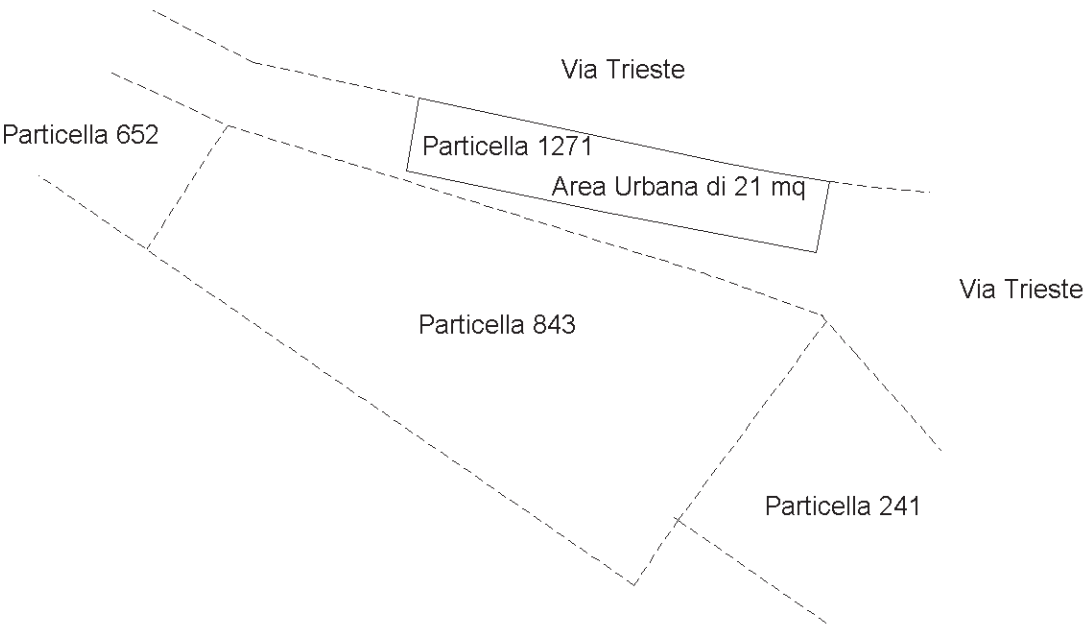 Via Trieste
Particella 652
Particella 1271
Area Urbana di 21 mq
Via Trieste
Particella 843
Particella 241